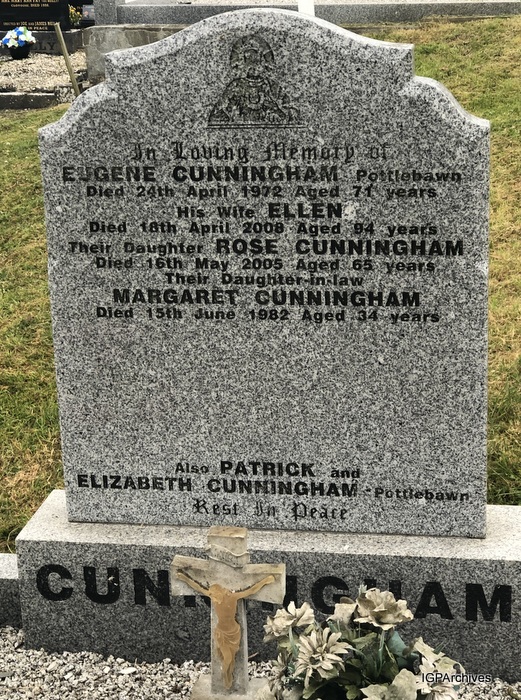 In Loving Memory of
EUGENE CUNNINGHAM Pottlebawn
Died 24th April 1972 Aged 71 years
His Wife ELLEN
Died 18th April 2008 Aged 94 years
Their Daughter ROSE CUNNINGHAM
Died 16th May 2005 Aged 65 years
Their Daughter-in-law
MARGARET CUNNINGHAM
Died 15th June 1982 Aged 34 years
Also PATRICK and
ELIZABETH CUNNINGHAM - Pottlebawn
Rest In Peace
CUNNINGHAM
IGPArchives